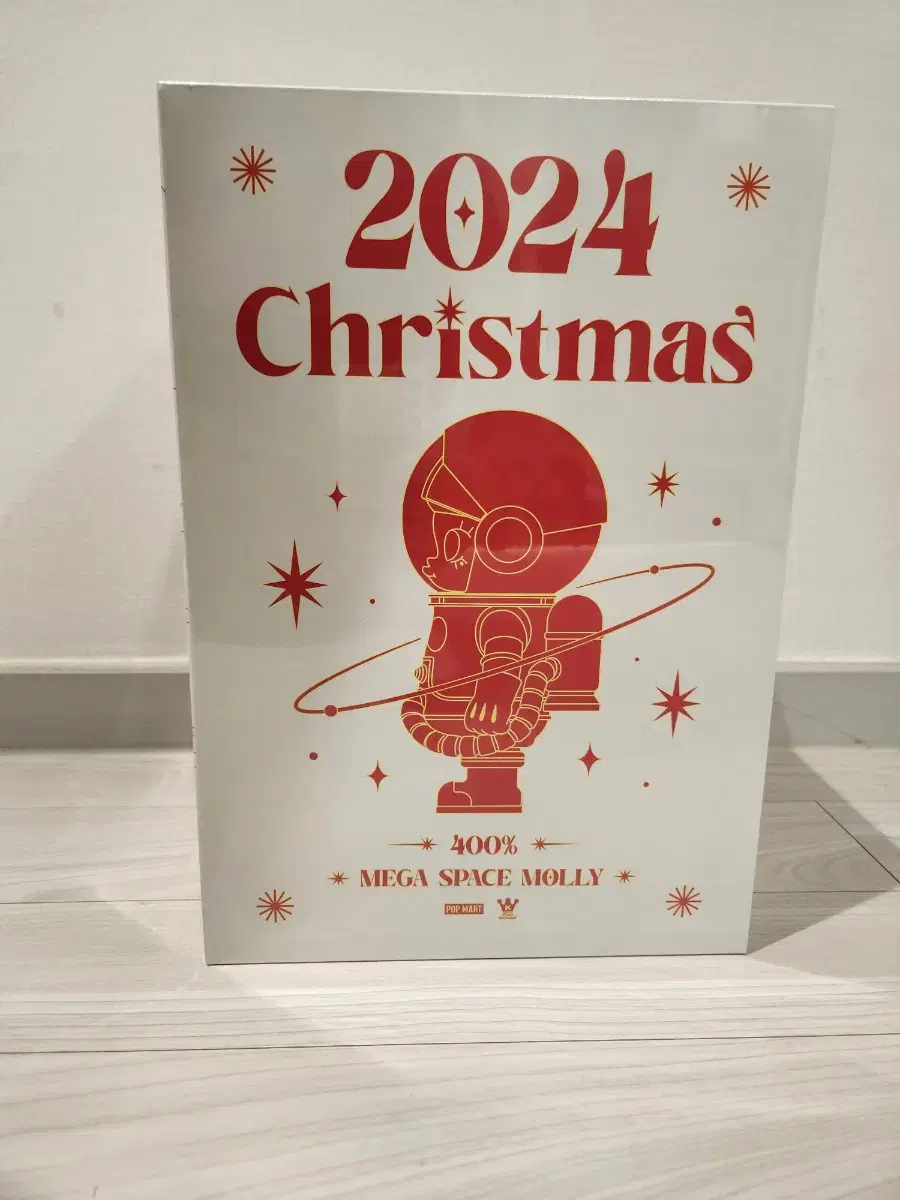 2024
Christmas
400%
MEGA SPACE MOLLY
POP MART